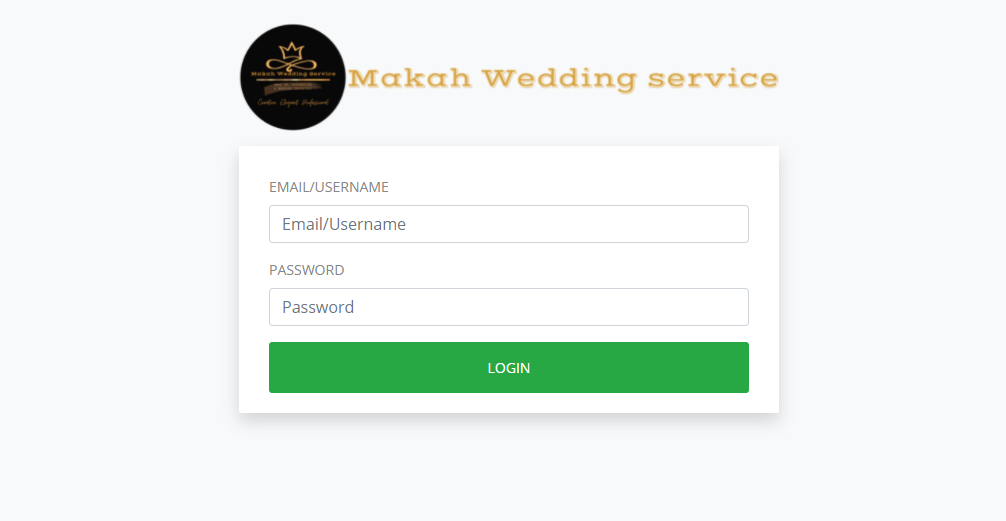 Makah Wedding service
Makah Wedding service
Creative Elegant Professional
EMAIL/USERNAME
Email/Username
PASSWORD
Password
LOGIN